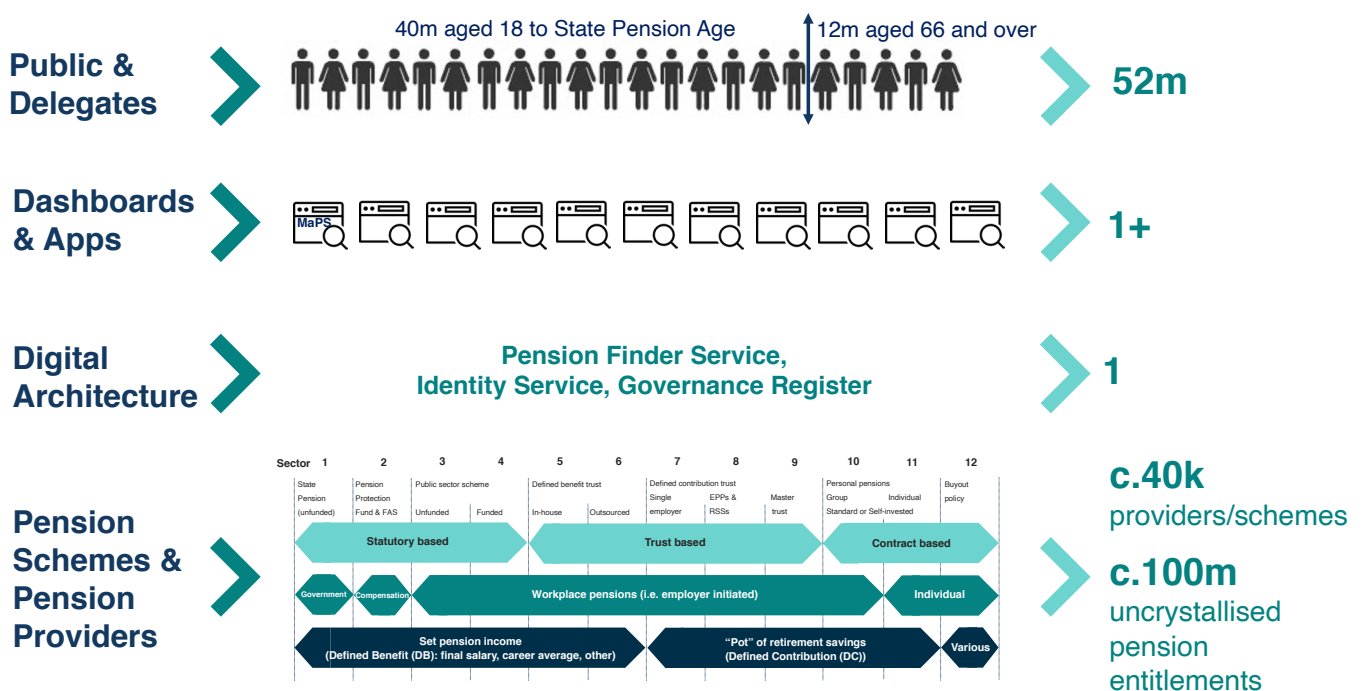 40m aged 18 to State Pension Age
12m aged 66 and over
Public &
Delegates
52m
Dashboards
& Apps
MaPS
1+
Digital
Architecture
Pension Finder Service,
Identity Service, Governance Register
1
Pension
Schemes &
Pension
Providers
Sector 1 2 3 4 5 6 7 8 9 10 11 12
State
Pension
(unfunded)
Pension
Protection
Fund & FAS
Public sector scheme
Unfunded
Funded
Defined benefit trust
In-house
Outsourced
Defined contribution trust
Single
employer
EPPs &
RSSs
Master
trust
Personal pensions
Group Individual
Standard or Self-invested
Buyout
policy
Statutory based
Trust based
Contract based
Government
Compensation
Workplace pensions (i.e. employer initiated)
Individual
Set pension income
(Defined Benefit (DB): final salary, career average, other)
“Pot” of retirement savings
(Defined Contribution (DC))
Various
c.40k
providers/schemes
c.100m
uncrystallised
pension
entitlements